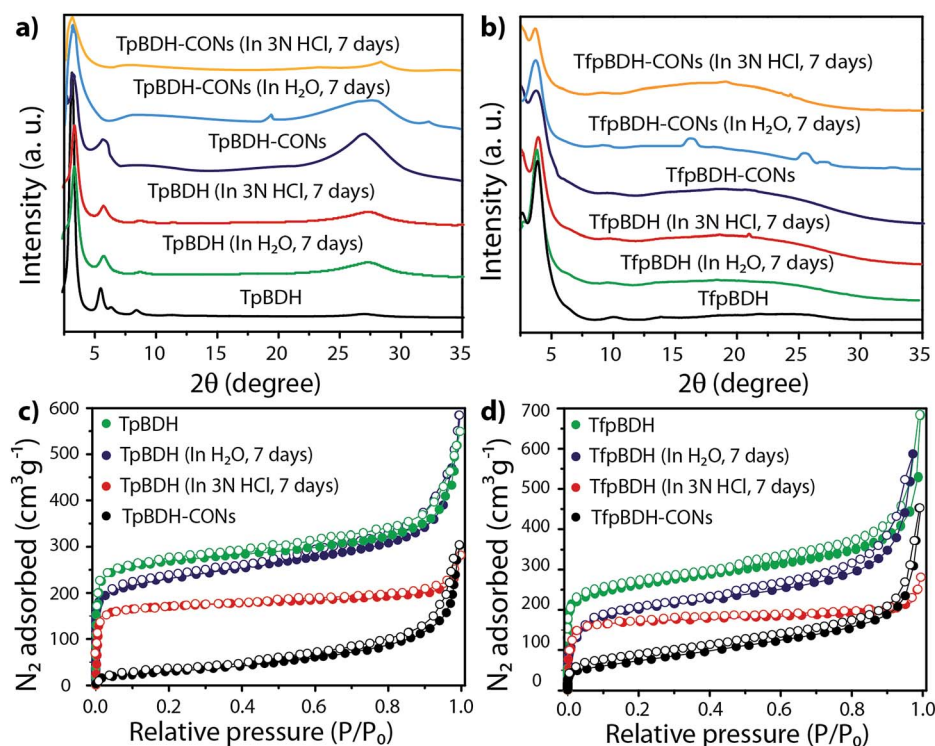 a)
TpBDH-CONs (In 3N HCl, 7 days)
TpBDH-CONs (In H₂O, 7 days)
TpBDH-CONs
TpBDH (In 3N HCl, 7 days)
TpBDH (In H₂O, 7 days)
TpBDH
Intensity (a. u.)
5 10 15 20 25 30 35
2θ (degree)
b)
TfpBDH-CONs (In 3N HCl, 7 days)
TfpBDH-CONs (In H₂O, 7 days)
TfpBDH-CONs
TfpBDH (In 3N HCl, 7 days)
TfpBDH (In H₂O, 7 days)
TfpBDH
Intensity (a. u.)
5 10 15 20 25 30 35
2θ (degree)
c)
600
500
400
300
200
100
0
N₂ adsorbed (cm³g⁻¹)
TpBDH
TpBDH (In H₂O, 7 days)
TpBDH (In 3N HCl, 7 days)
TpBDH-CONs
0.0 0.2 0.4 0.6 0.8 1.0
Relative pressure (P/P₀)
d)
700
600
500
400
300
200
100
0
N₂ adsorbed (cm³g⁻¹)
TfpBDH
TfpBDH (In H₂O, 7 days)
TfpBDH (In 3N HCl, 7 days)
TfpBDH-CONs
0.0 0.2 0.4 0.6 0.8 1.0
Relative pressure (P/P₀)